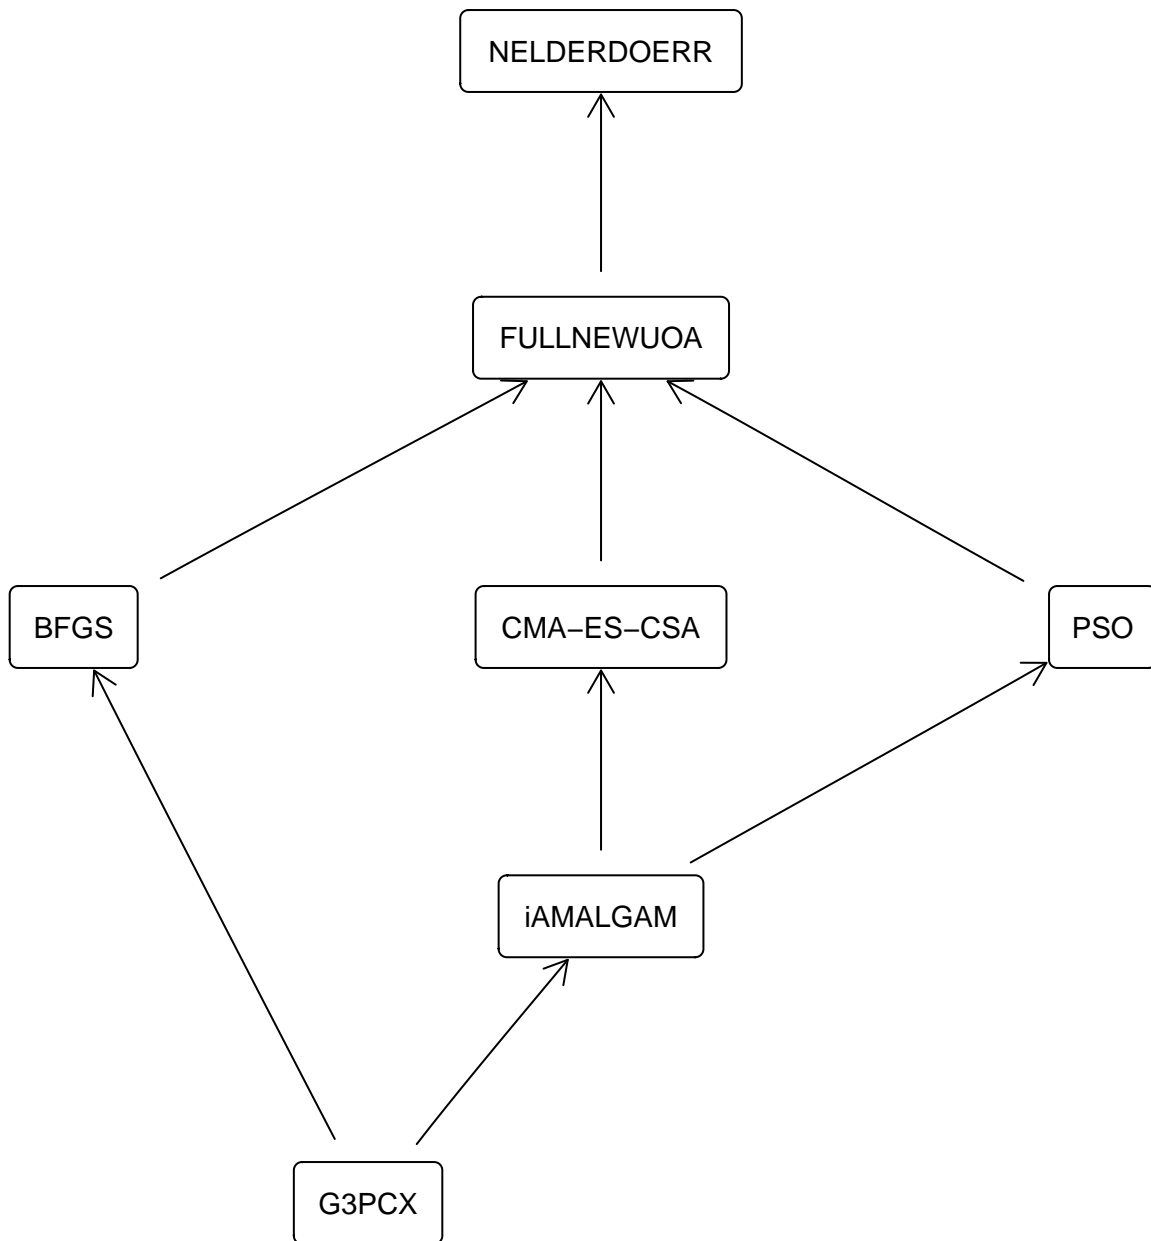 NELDERDOERR
FULLNEWUOA
BFGS
CMA–ES–CSA
PSO
iAMALGAM
G3PCX